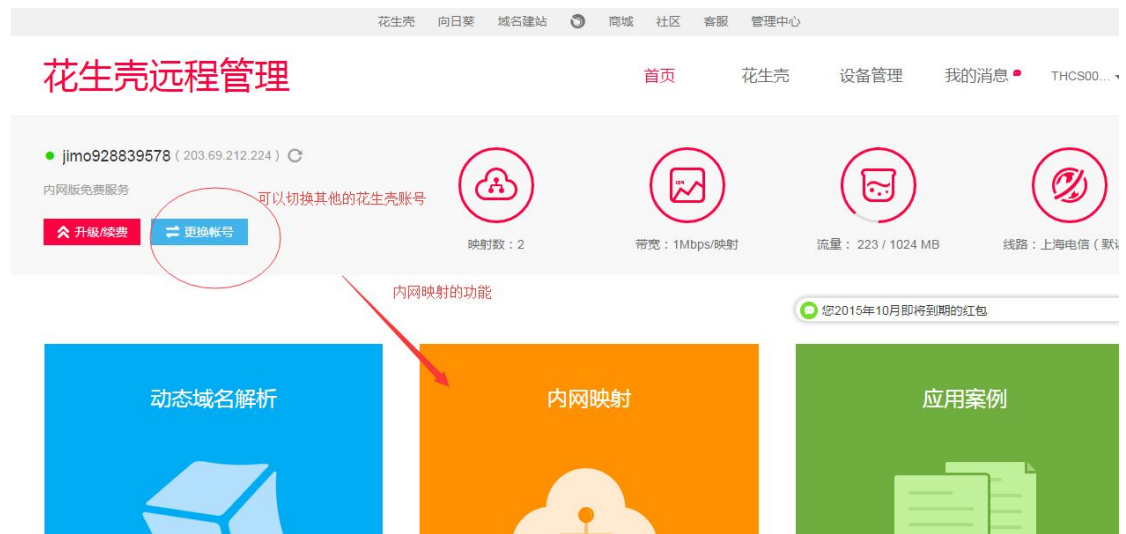 花生壳 向日葵 域名建站 商城 社区 客服 管理中心
花生壳远程管理
首页 花生壳 设备管理 我的消息 THCS00...
jimo928839578 ( 203.69.212.224 )
内网版免费服务
可以切换其他的花生壳账号
升级/续费 更换帐号
映射数：2 带宽：1Mbps/映射 流量： 223 / 1024 MB 线路：上海电信 ( 默
内网映射的功能
您2015年10月即将到期的红包
动态域名解析 内网映射 应用案例